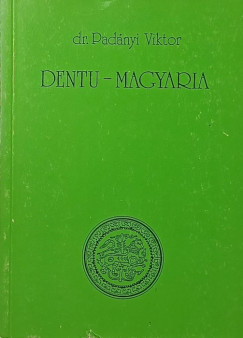 dr. Padányi Viktor
DENTU - MAGYARIA